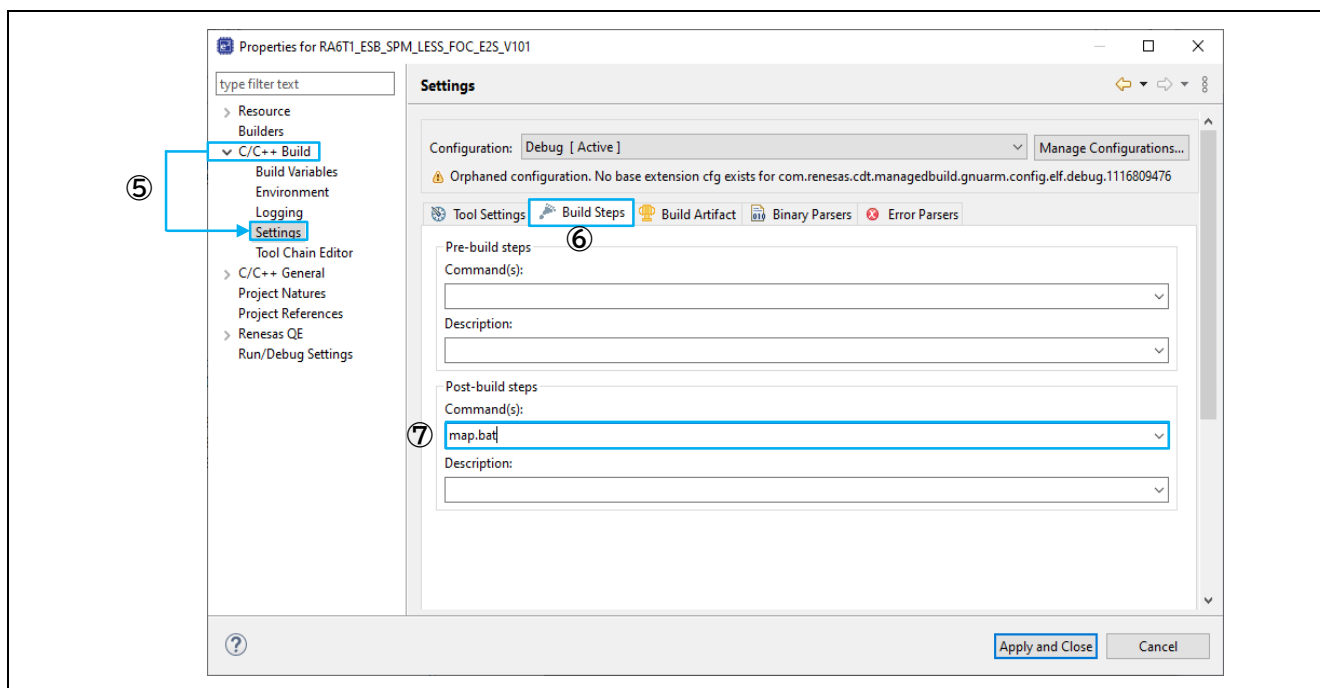 Properties for RA6T1_ESB_SPM_LESS_FOC_E2S_V101
type filter text
Settings
Resource
Builders
C/C++ Build
Build Variables
Environment
Logging
Settings
Tool Chain Editor
C/C++ General
Project Natures
Project References
Renesas QE
Run/Debug Settings
⑤
Configuration: Debug [ Active ] Manage Configurations...
Orphaned configuration. No base extension cfg exists for com.renesas.cdt.managedbuild.gnuarm.config.elf.debug.1116809476
Tool Settings Build Steps Build Artifact Binary Parsers Error Parsers
⑥
Pre-build steps
Command(s):
Description:
Post-build steps
Command(s):
⑦ map.bat
Description:
Apply and Close Cancel